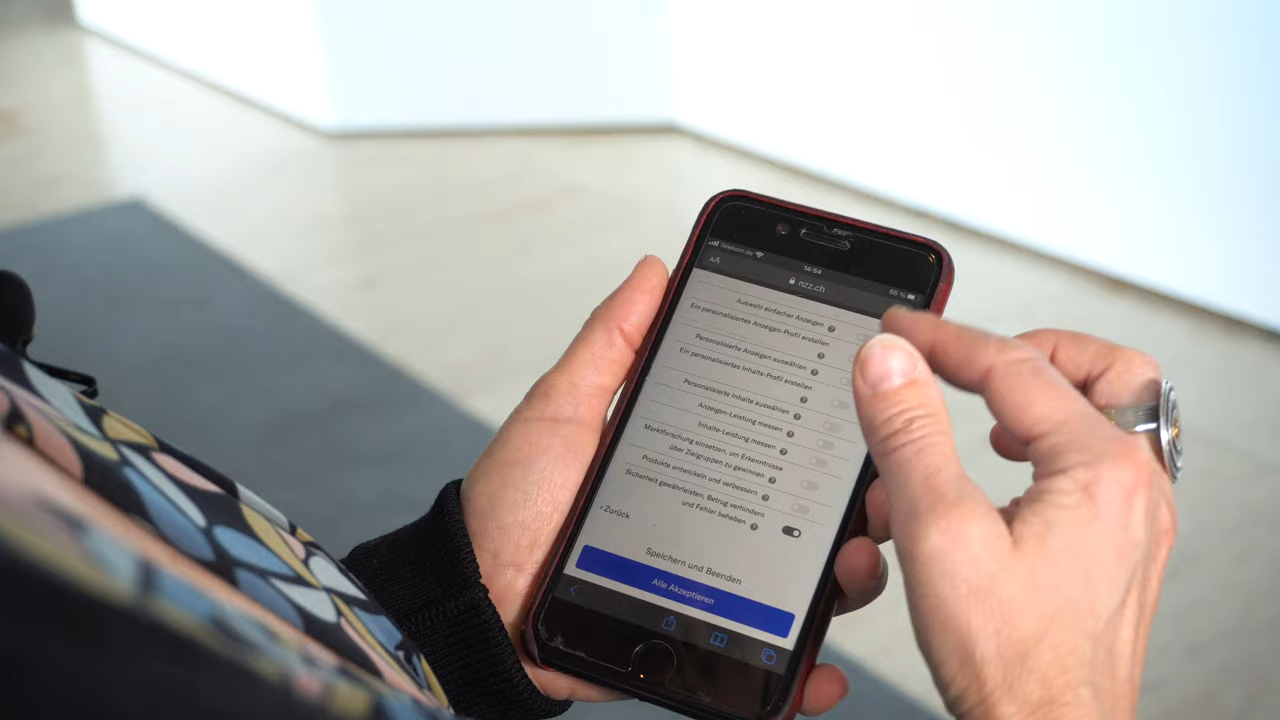 Telekom.de
14:54
65 %
AA
nzz.ch
Auswahl einfacher Anzeigen
Ein personalisiertes Anzeigen-Profil erstellen
Personalisierte Anzeigen auswählen
Ein personalisiertes Inhalts-Profil erstellen
Personalisierte Inhalte auswählen
Anzeigen-Leistung messen
Inhalte-Leistung messen
Marktforschung einsetzen, um Erkenntnisse
über Zielgruppen zu gewinnen
Produkte entwickeln und verbessern
Sicherheit gewährleisten, Betrug verhindern
und Fehler beheben
‹Zurück
Speichern und Beenden
Alle Akzeptieren